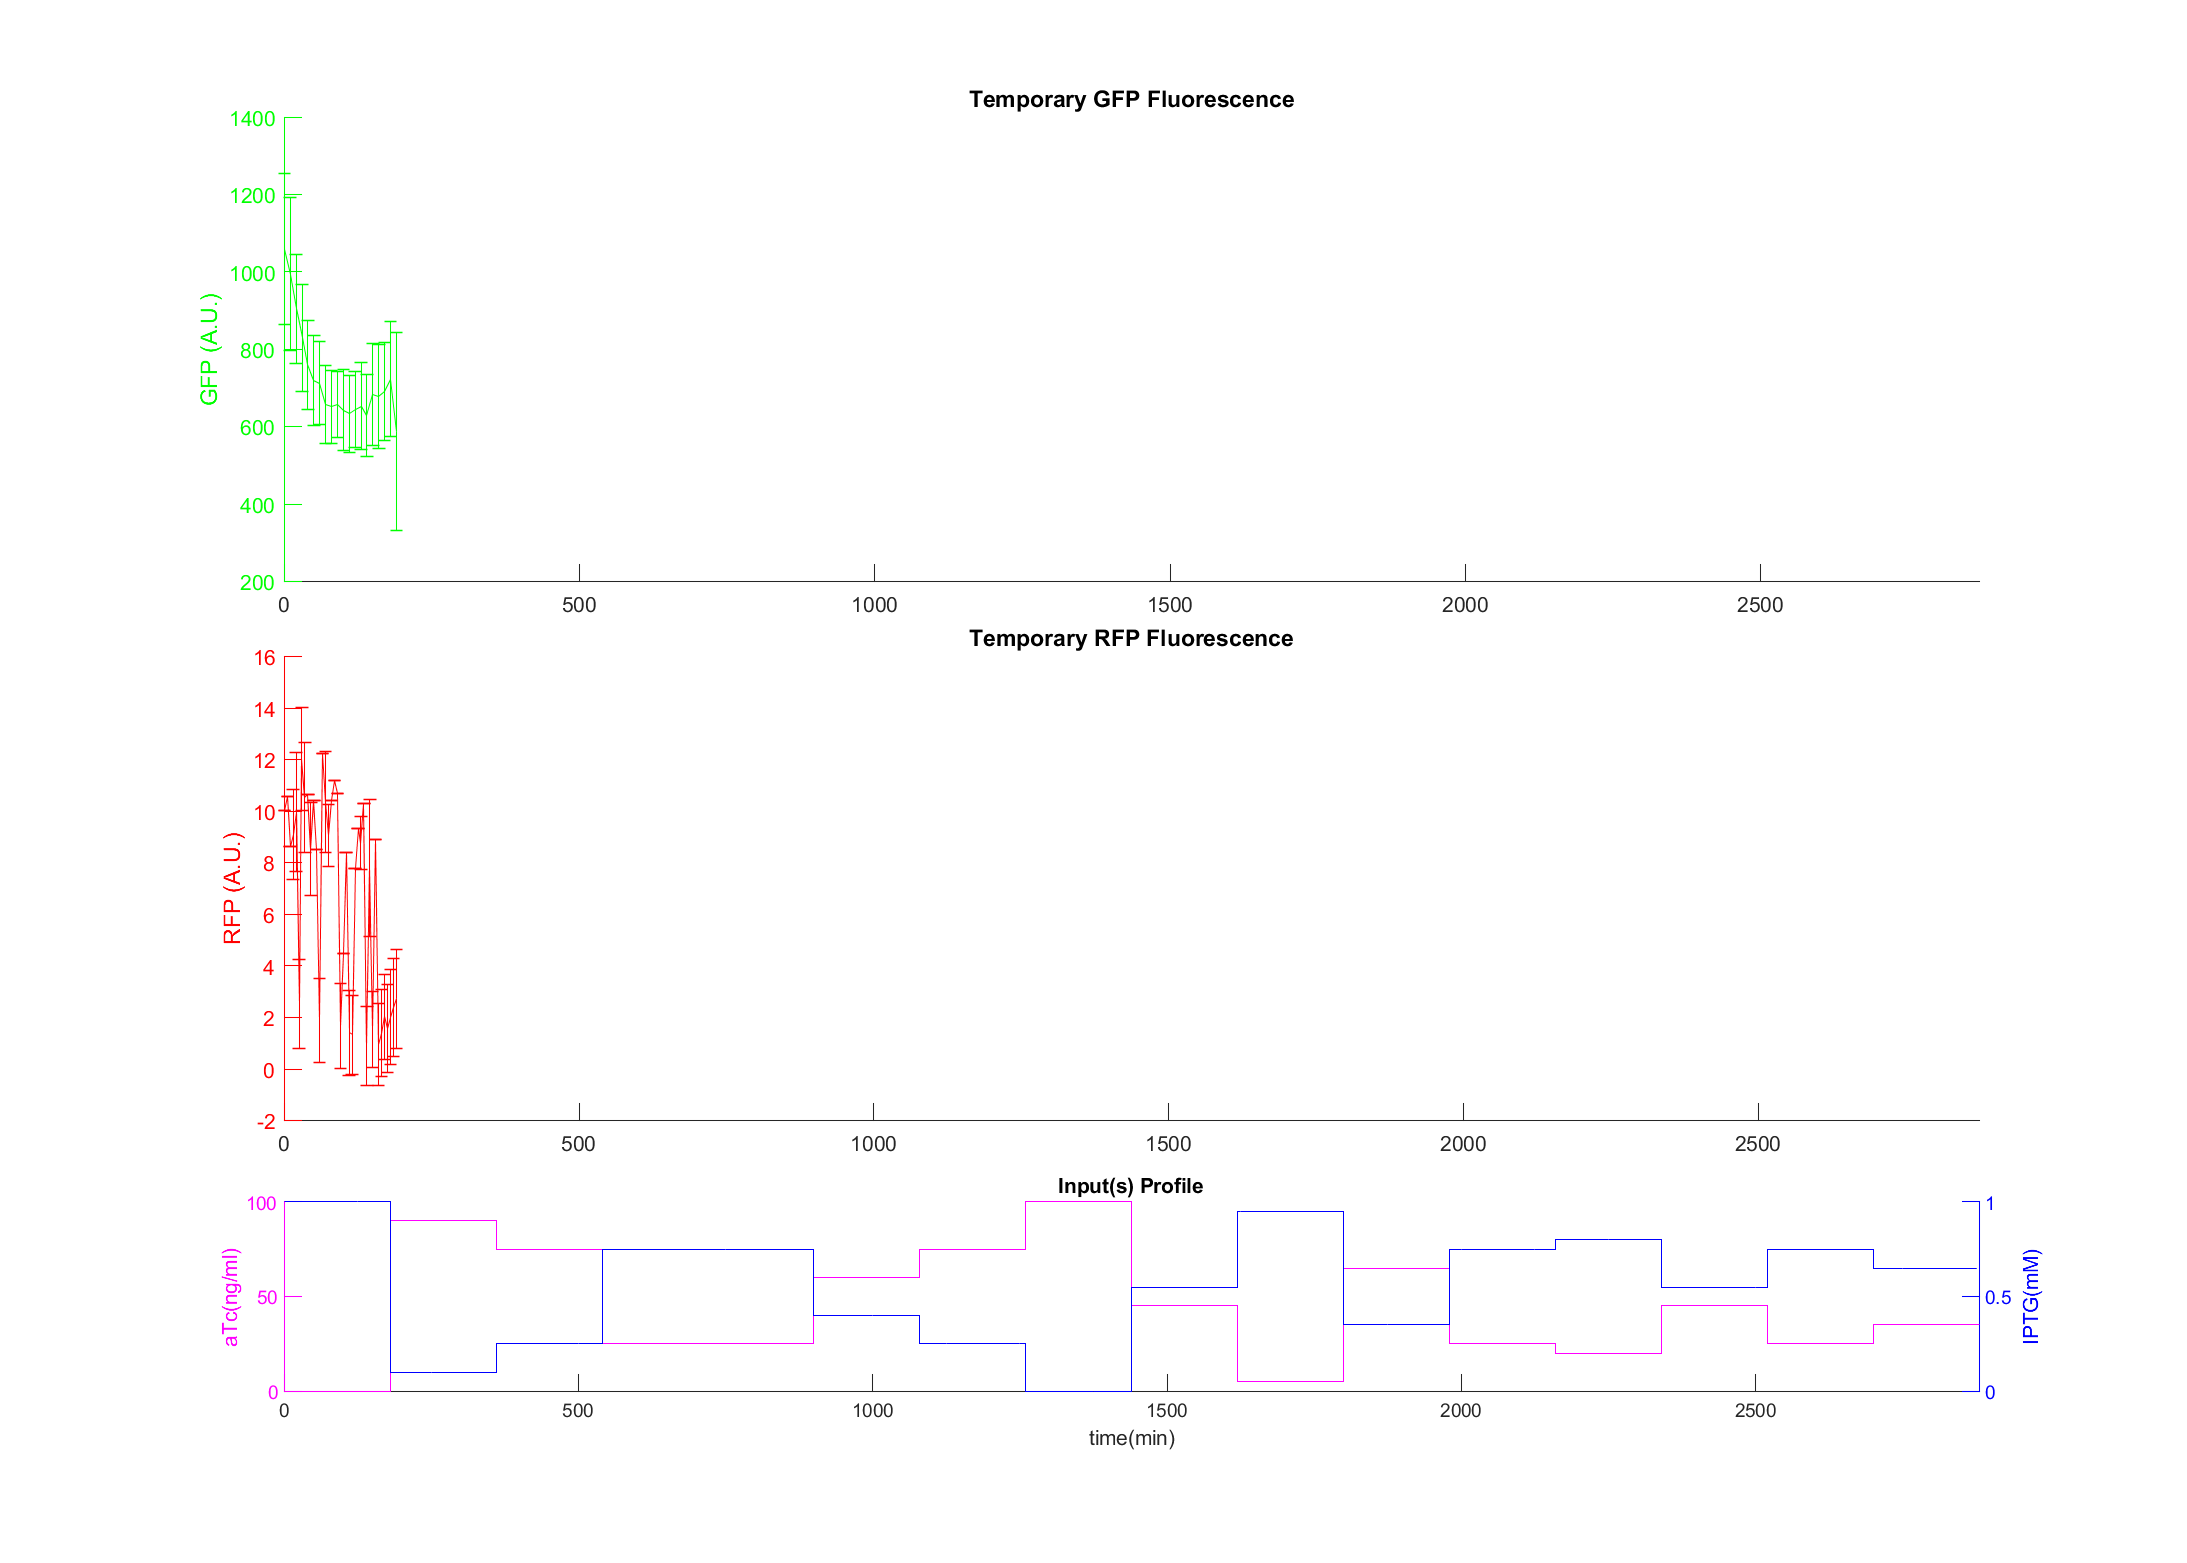 Temporary GFP Fluorescence
1400
1200
1000
800
600
400
200
GFP (A.U.)
0 500 1000 1500 2000 2500
Temporary RFP Fluorescence
16
14
12
10
8
6
4
2
0
-2
RFP (A.U.)
0 500 1000 1500 2000 2500
Input(s) Profile
100
50
0
aTc(ng/ml)
1
0.5
0
IPTG(mM)
0 500 1000 1500 2000 2500
time(min)